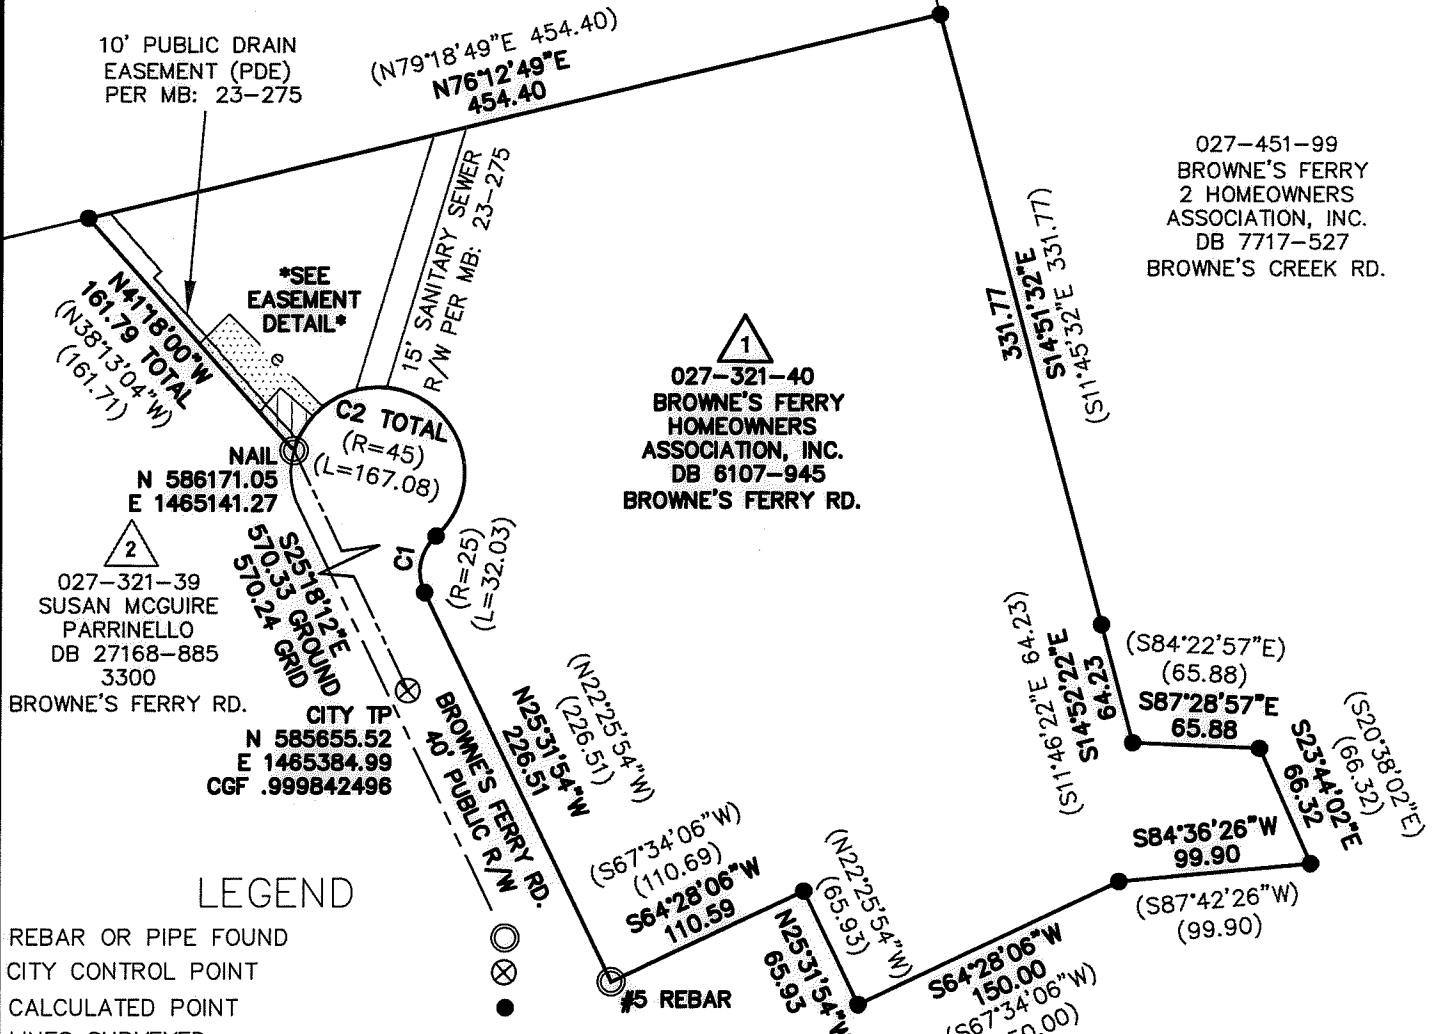 10' PUBLIC DRAIN
EASEMENT (PDE)
PER MB: 23-275
(N79°18'49"E 454.40)
N76°12'49"E
454.40
15' SANITARY SEWER
R/W PER MB: 23-275
*SEE
EASEMENT
DETAIL*
e
N41°18'00"W
161.79 TOTAL
(N38°13'04"W)
(161.71)
331.77
S14°51'32"E
(S11°45'32"E 331.77)
027-451-99
BROWNE'S FERRY
2 HOMEOWNERS
ASSOCIATION, INC.
DB 7717-527
BROWNE'S CREEK RD.
1
027-321-40
BROWNE'S FERRY
HOMEOWNERS
ASSOCIATION, INC.
DB 6107-945
BROWNE'S FERRY RD.
C2 TOTAL
(R=45)
(L=167.08)
NAIL
N 586171.05
E 1465141.27
C1
(R=25)
(L=32.03)
2
027-321-39
SUSAN MCGUIRE
PARRINELLO
DB 27168-885
3300
BROWNE'S FERRY RD.
S25°18'12"E
570.33 GROUND
570.24 GRID
CITY TP
N 585655.52
E 1465384.99
CGF .999842496
BROWNE'S FERRY RD.
40' PUBLIC R/W
N25°31'54"W
226.51
(N22°25'54"W)
(226.51)
(S11°46'22"E 64.23)
S14°52'22"E
64.23
(S84°22'57"E)
(65.88)
S87°28'57"E
65.88
S23°44'02"E
66.32
(S20°38'02"E)
(66.32)
S84°36'26"W
99.90
(S87°42'26"W)
(99.90)
(S67°34'06"W)
(110.69)
S64°28'06"W
110.59
(N22°25'54"W)
(65.93)
N25°31'54"W
65.93
S64°28'06"W
150.00
(S67°34'06"W)
#5 REBAR
LEGEND
REBAR OR PIPE FOUND
CITY CONTROL POINT
CALCULATED POINT
LINES SURVEYED